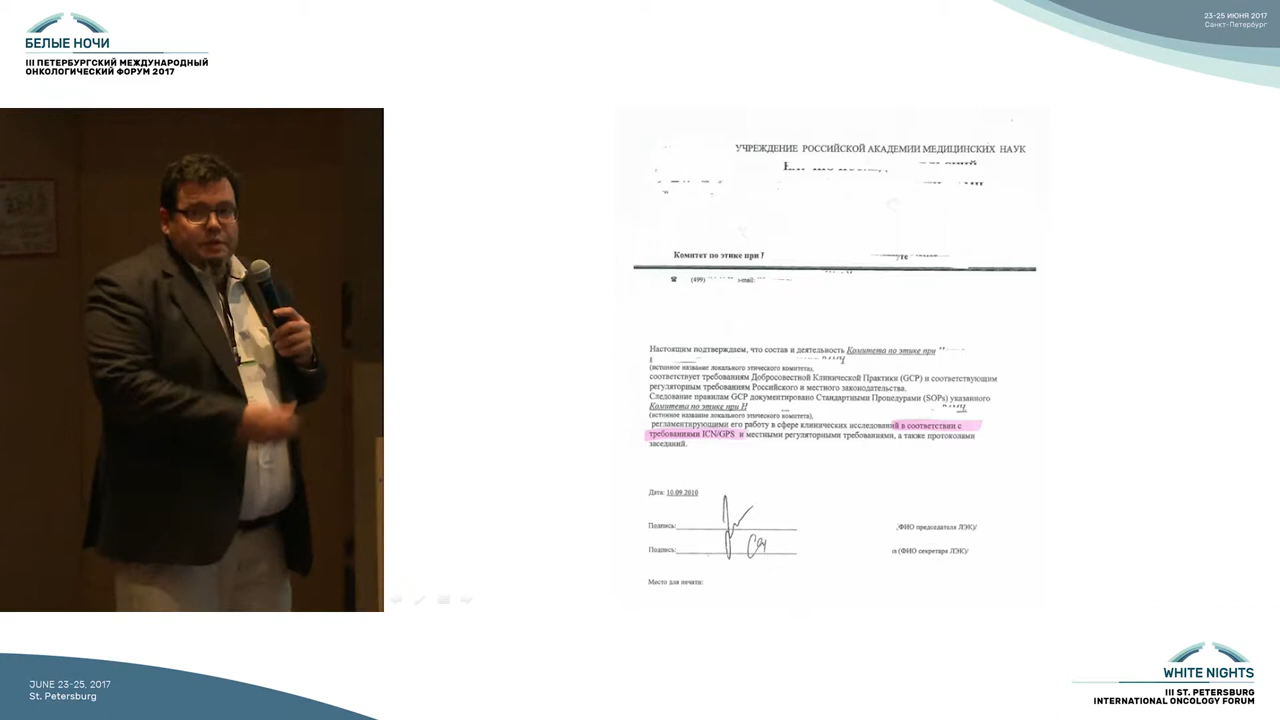 БЕЛЫЕ НОЧИ
III ПЕТЕРБУРГСКИЙ МЕЖДУНАРОДНЫЙ
ОНКОЛОГИЧЕСКИЙ ФОРУМ 2017
23-25 ИЮНЯ 2017
Санкт-Петербург
УЧРЕЖДЕНИЕ РОССИЙСКОЙ АКАДЕМИИ МЕДИЦИНСКИХ НАУК
Комитет по этике при
(499) e-mail:
Настоящим подтверждаем, что состав и деятельность Комитета по этике при
(истонное название локального этического комитета),
соответствует требованиям Добросовестной Клинической Практики (GCP) и соответствующим
регуляторным требованиям Российского и местного законодательства.
Следование правилам GCP документировано Стандартными Процедурами (SOPs) указанного
Комитета по этике при Н
(истонное название локального этического комитета),
регламентирующими его работу в сфере клинических исследований в соответствии с
требованиями ICN/GPS и местными регуляторными требованиями, а также протоколами
заседаний.
Дата: 10.09.2010
Подпись: /ФИО председателя ЛЭК/
Подпись: (ФИО секретаря ЛЭК)/
Место для печати:
JUNE 23-25, 2017
St. Petersburg
WHITE NIGHTS
III ST. PETERSBURG
INTERNATIONAL ONCOLOGY FORUM